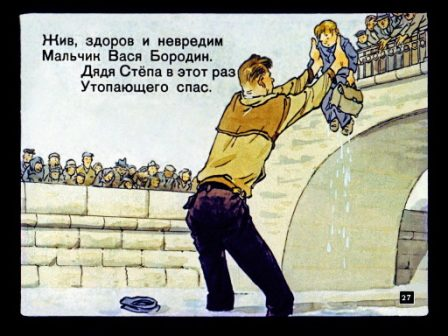 Жив, здоров и невредим
Мальчик Вася Бородин.
Дядя Стёпа в этот раз
Утопающего спас.
27